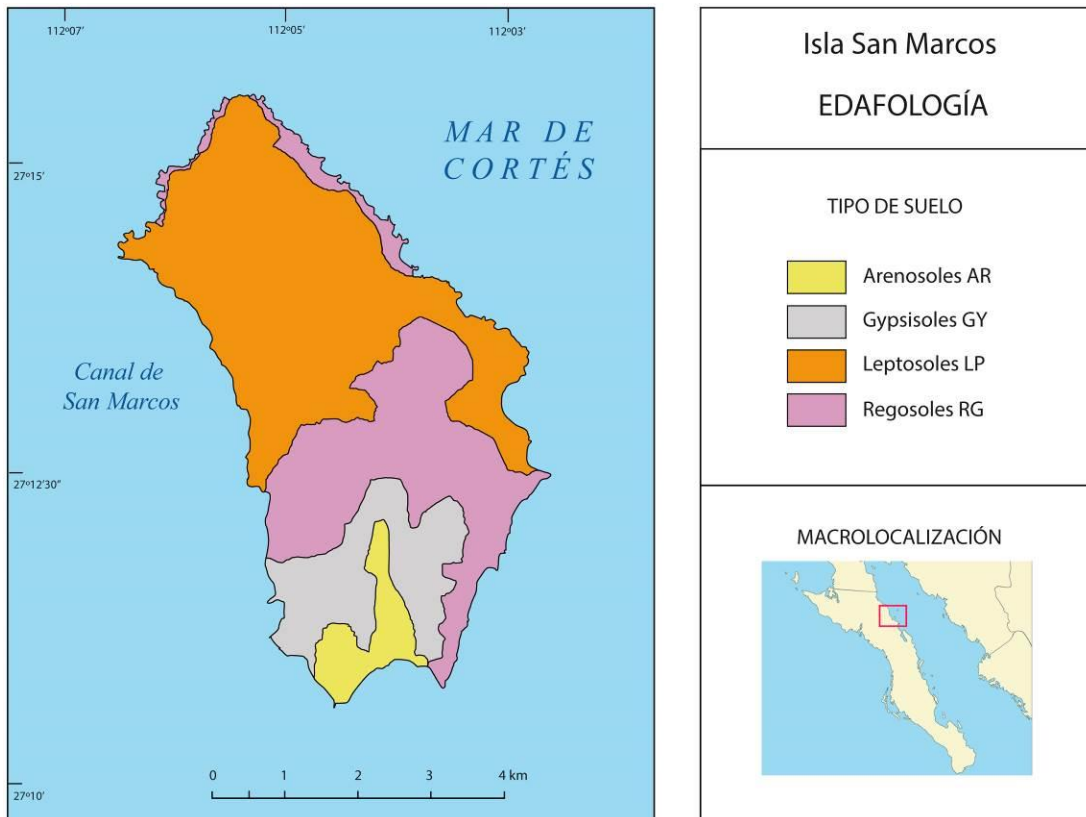 112º07′
112º05′
112º03′
27º15′
27º12′30″
27º10′
MAR DE
CORTÉS
Canal de
San Marcos
0 1 2 3 4 km
Isla San Marcos
EDAFOLOGÍA
TIPO DE SUELO
Arenosoles AR
Gypsisoles GY
Leptosoles LP
Regosoles RG
MACROLOCALIZACIÓN